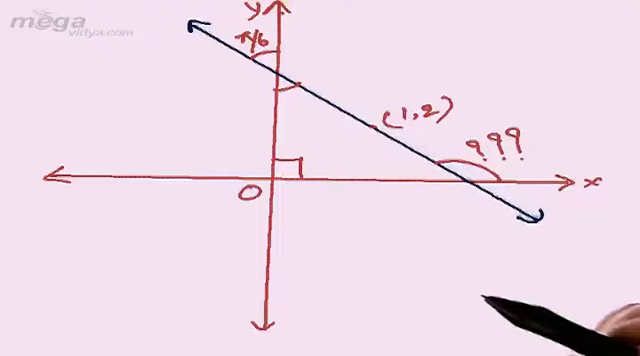 mega
vidya.com
y
π/6
(1,2)
???
x
O